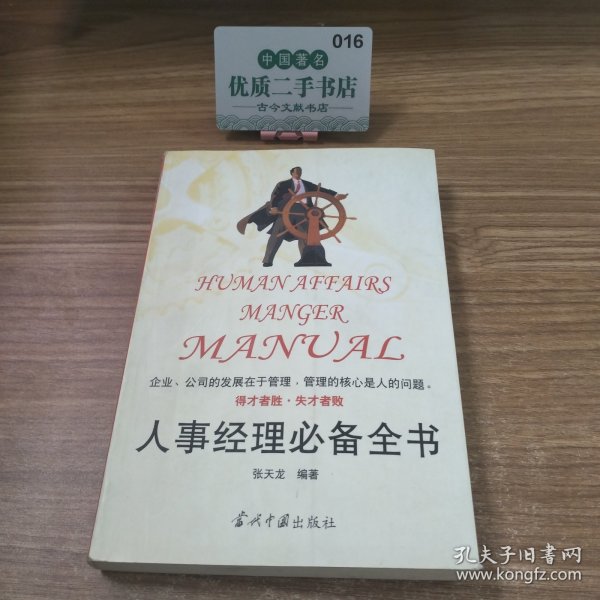 016
中国著名
优质二手书店
古今文献书店
HUMAN AFFAIRS
MANGER
MANUAL
企业、公司的发展在于管理，管理的核心是人的问题。
得才者胜·失才者败
人事经理必备全书
张天龙 编著
当代中国出版社
孔夫子旧书网
www.kongfz.com